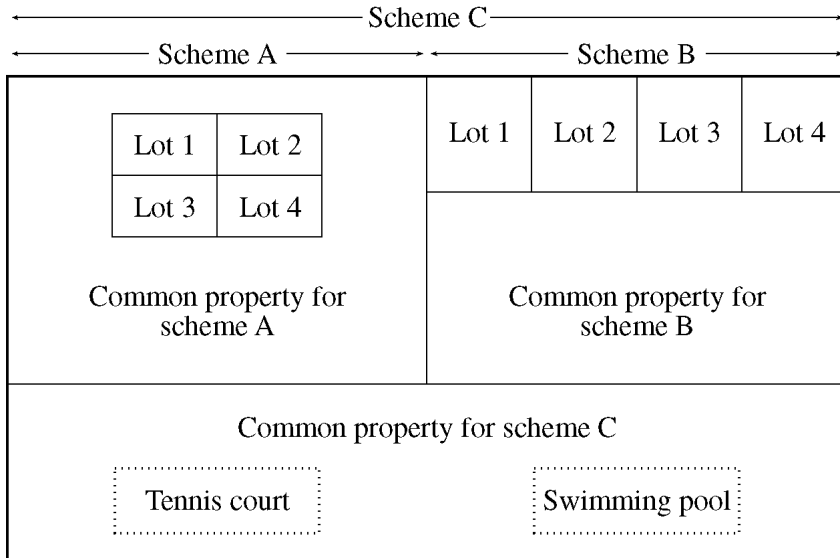 Scheme C
Scheme A
Scheme B
Lot 1
Lot 2
Lot 3
Lot 4
Lot 1
Lot 2
Lot 3
Lot 4
Common property for
scheme A
Common property for
scheme B
Common property for scheme C
Tennis court
Swimming pool